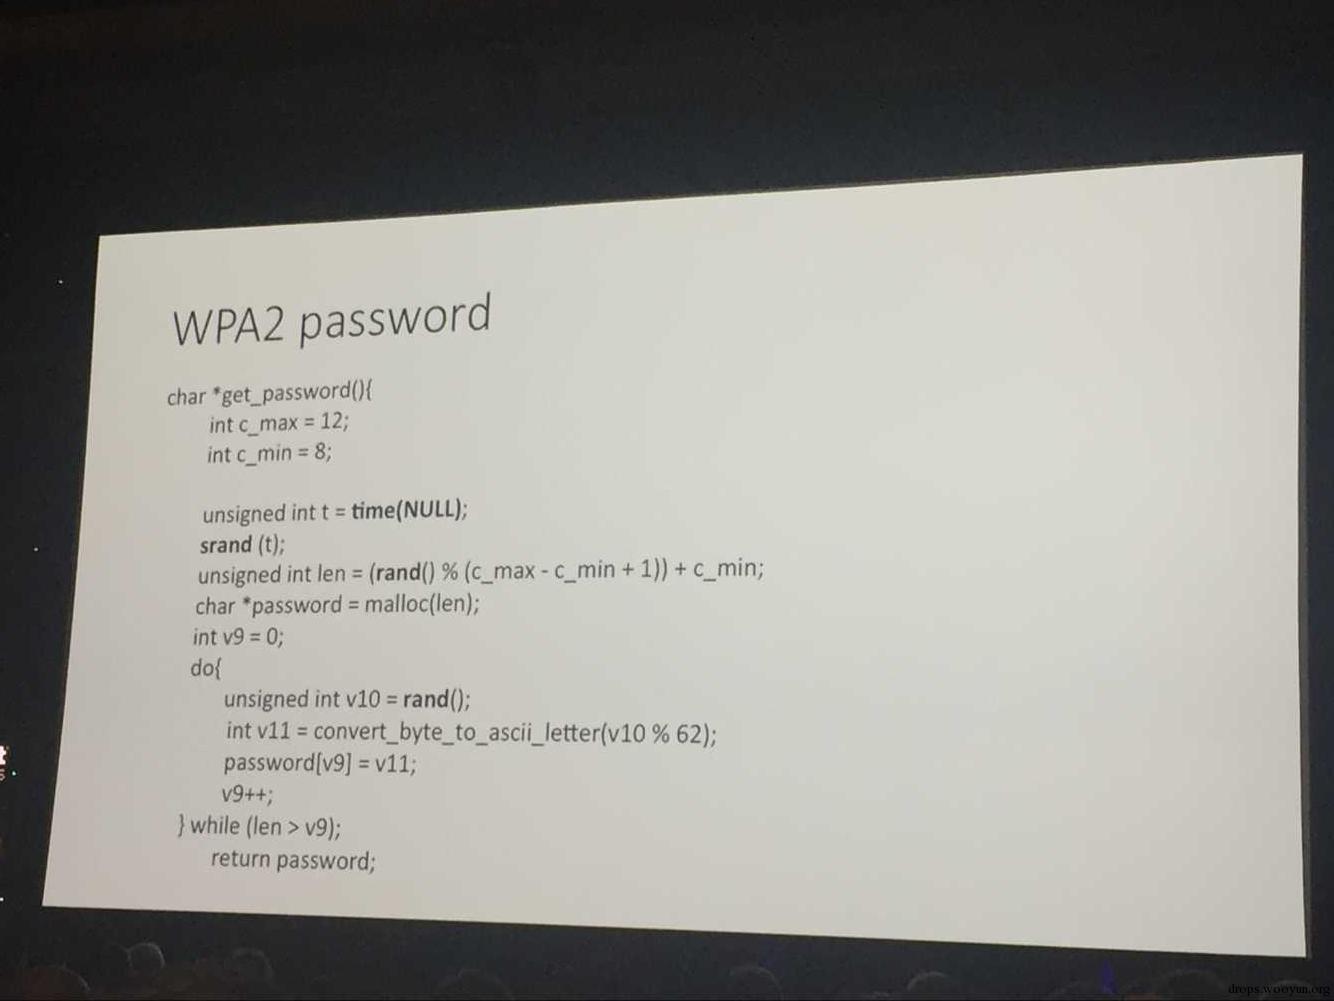 WPA2 password
char *get_password(){
int c_max = 12;
int c_min = 8;
unsigned int t = time(NULL);
srand (t);
unsigned int len = (rand() % (c_max - c_min + 1)) + c_min;
char *password = malloc(len);
int v9 = 0;
do{
unsigned int v10 = rand();
int v11 = convert_byte_to_ascii_letter(v10 % 62);
password[v9] = v11;
v9++;
} while (len > v9);
return password;
drops.wooyun.org